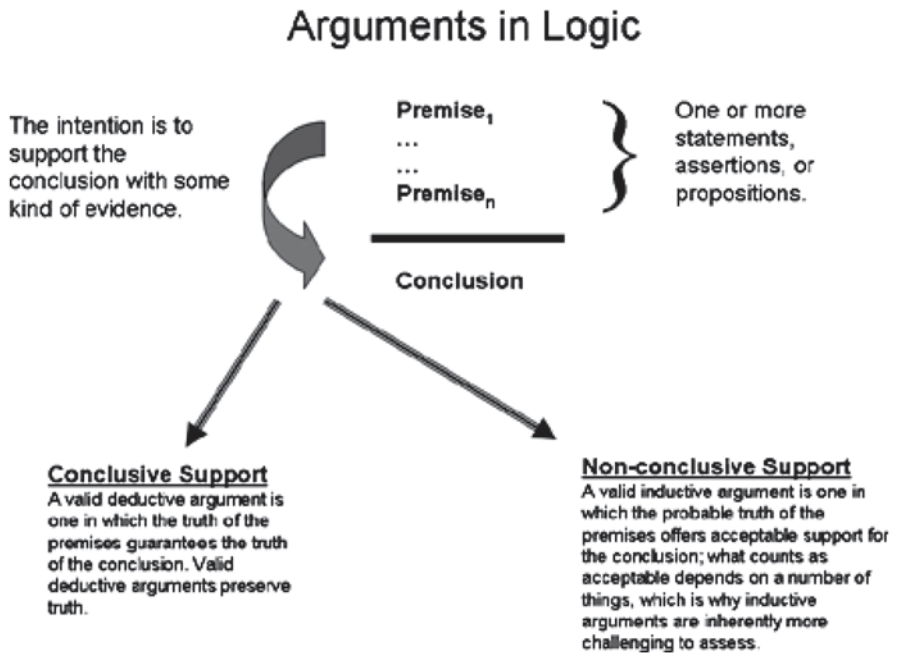 Arguments in Logic
The intention is to
support the
conclusion with some
kind of evidence.
Premise₁
...
...
Premiseₙ
Conclusion
One or more
statements,
assertions, or
propositions.
Conclusive Support
A valid deductive argument is
one in which the truth of the
premises guarantees the truth
of the conclusion. Valid
deductive arguments preserve
truth.
Non-conclusive Support
A valid inductive argument is one in
which the probable truth of the
premises offers acceptable support for
the conclusion; what counts as
acceptable depends on a number of
things, which is why inductive
arguments are inherently more
challenging to assess.